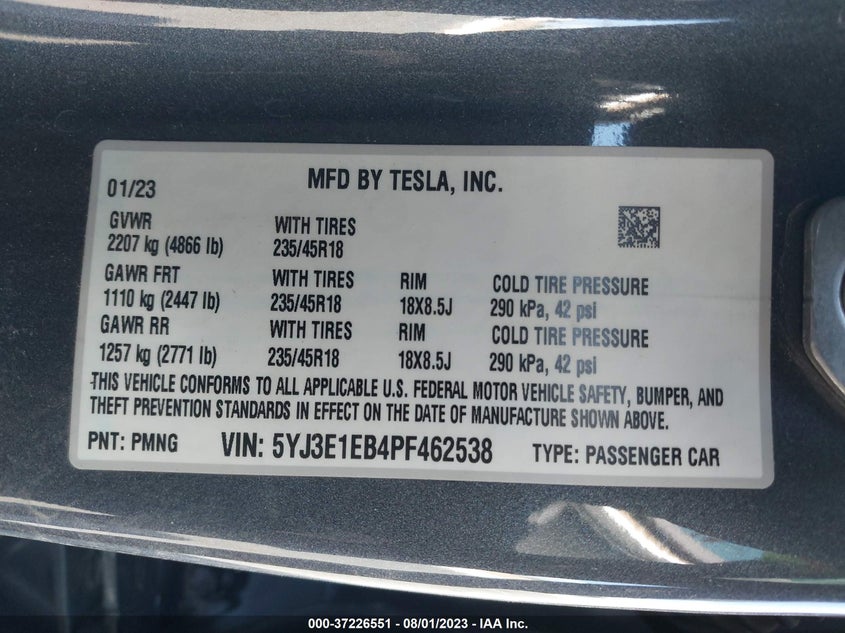 01/23 MFD BY TESLA, INC.
GVWR WITH TIRES
2207 kg (4866 lb) 235/45R18
GAWR FRT WITH TIRES RIM COLD TIRE PRESSURE
1110 kg (2447 lb) 235/45R18 18X8.5J 290 kPa, 42 psi
GAWR RR WITH TIRES RIM COLD TIRE PRESSURE
1257 kg (2771 lb) 235/45R18 18X8.5J 290 kPa, 42 psi
THIS VEHICLE CONFORMS TO ALL APPLICABLE U.S. FEDERAL MOTOR VEHICLE SAFETY, BUMPER, AND
THEFT PREVENTION STANDARDS IN EFFECT ON THE DATE OF MANUFACTURE SHOWN ABOVE.
PNT: PMNG VIN: 5YJ3E1EB4PF462538 TYPE: PASSENGER CAR
000-37226551 - 08/01/2023 - IAA Inc.